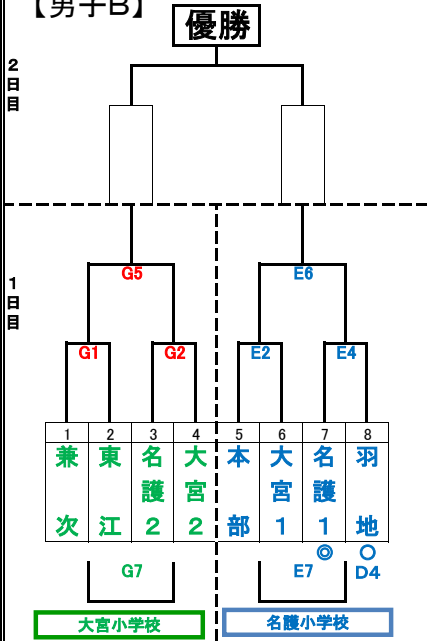 【男子B】
優勝
2日目
1日目
G5
E6
G1
G2
E2
E4
1 2 3 4 5 6 7 8
兼次
東江
名護2
大宮2
本部
大宮1
名護1
羽地
◎ ○
G7
E7
D4
大宮小学校
名護小学校